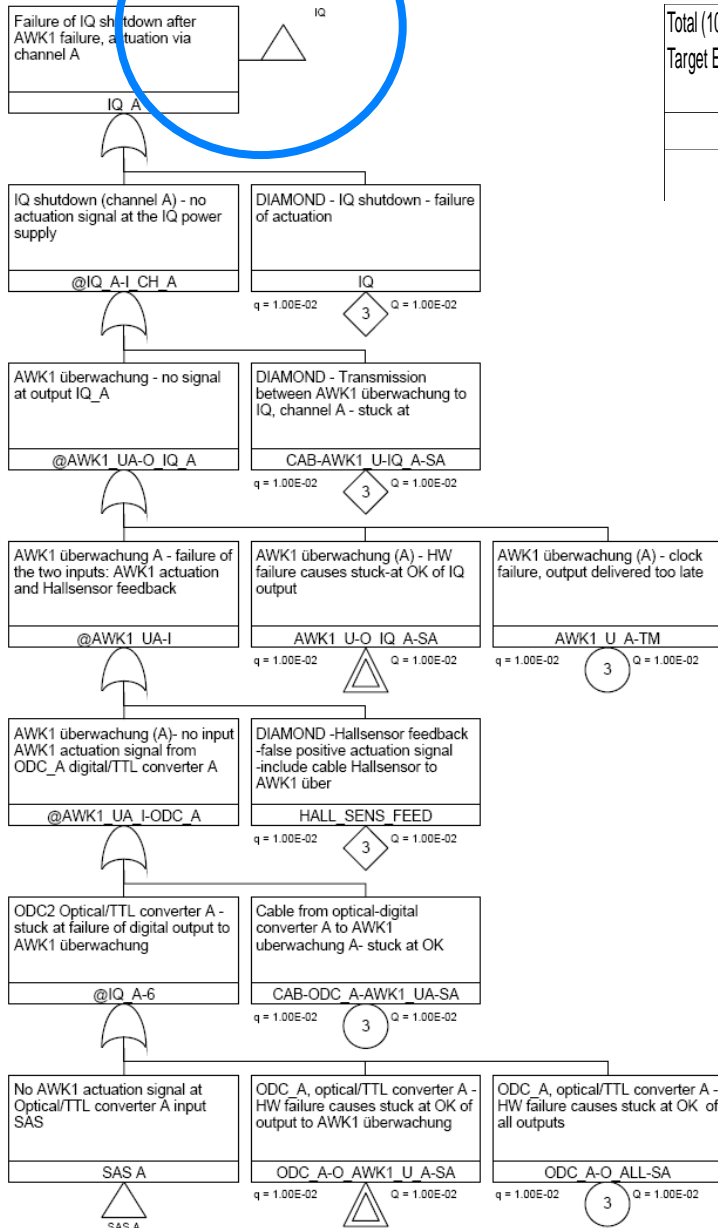 IQ
Failure of IQ shutdown after
AWK1 failure, actuation via
channel A
IQ_A
Total (10
Target E
IQ shutdown (channel A) - no
actuation signal at the IQ power
supply
@IQ_A-I_CH_A
DIAMOND - IQ shutdown - failure
of actuation
IQ
q = 1.00E-02
3
Q = 1.00E-02
AWK1 überwachung - no signal
at output IQ_A
@AWK1_UA-O_IQ_A
DIAMOND - Transmission
between AWK1 überwachung to
IQ, channel A - stuck at
CAB-AWK1_U-IQ_A-SA
q = 1.00E-02
3
Q = 1.00E-02
AWK1 überwachung A - failure of
the two inputs: AWK1 actuation
and Hallsensor feedback
@AWK1_UA-I
AWK1 überwachung (A) - HW
failure causes stuck-at OK of IQ
output
AWK1_U-O_IQ_A-SA
q = 1.00E-02
Q = 1.00E-02
AWK1 überwachung (A) - clock
failure, output delivered too late
AWK1_U_A-TM
q = 1.00E-02
3
Q = 1.00E-02
AWK1 überwachung (A)- no input
AWK1 actuation signal from
ODC_A digital/TTL converter A
@AWK1_UA_I-ODC_A
DIAMOND -Hallsensor feedback
-false positive actuation signal
-include cable Hallsensor to
AWK1 über
HALL_SENS_FEED
q = 1.00E-02
3
Q = 1.00E-02
ODC2 Optical/TTL converter A -
stuck at failure of digital output to
AWK1 überwachung
@IQ_A-6
Cable from optical-digital
converter A to AWK1
uberwachung A- stuck at OK
CAB-ODC_A-AWK1_UA-SA
q = 1.00E-02
3
Q = 1.00E-02
No AWK1 actuation signal at
Optical/TTL converter A input
SAS
SAS A
SAS A
ODC_A, optical/TTL converter A -
HW failure causes stuck at OK of
output to AWK1 überwachung
ODC_A-O_AWK1_U_A-SA
q = 1.00E-02
Q = 1.00E-02
ODC_A, optical/TTL converter A -
HW failure causes stuck at OK of
all outputs
ODC_A-O_ALL-SA
q = 1.00E-02
3
Q = 1.00E-02